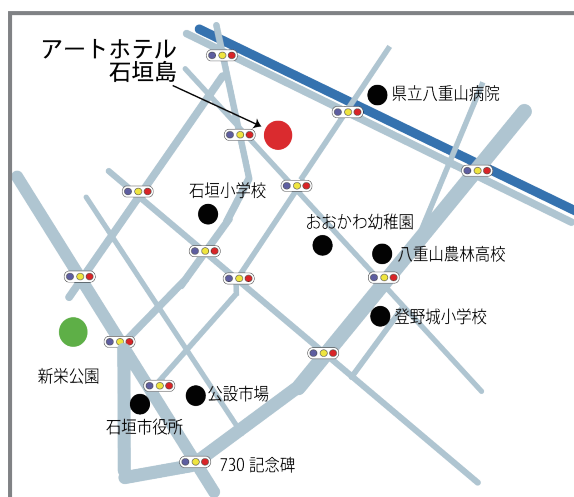 アートホテル
石垣島
県立八重山病院
石垣小学校
おおかわ幼稚園
八重山農林高校
登野城小学校
新栄公園
公設市場
石垣市役所
730 記念碑